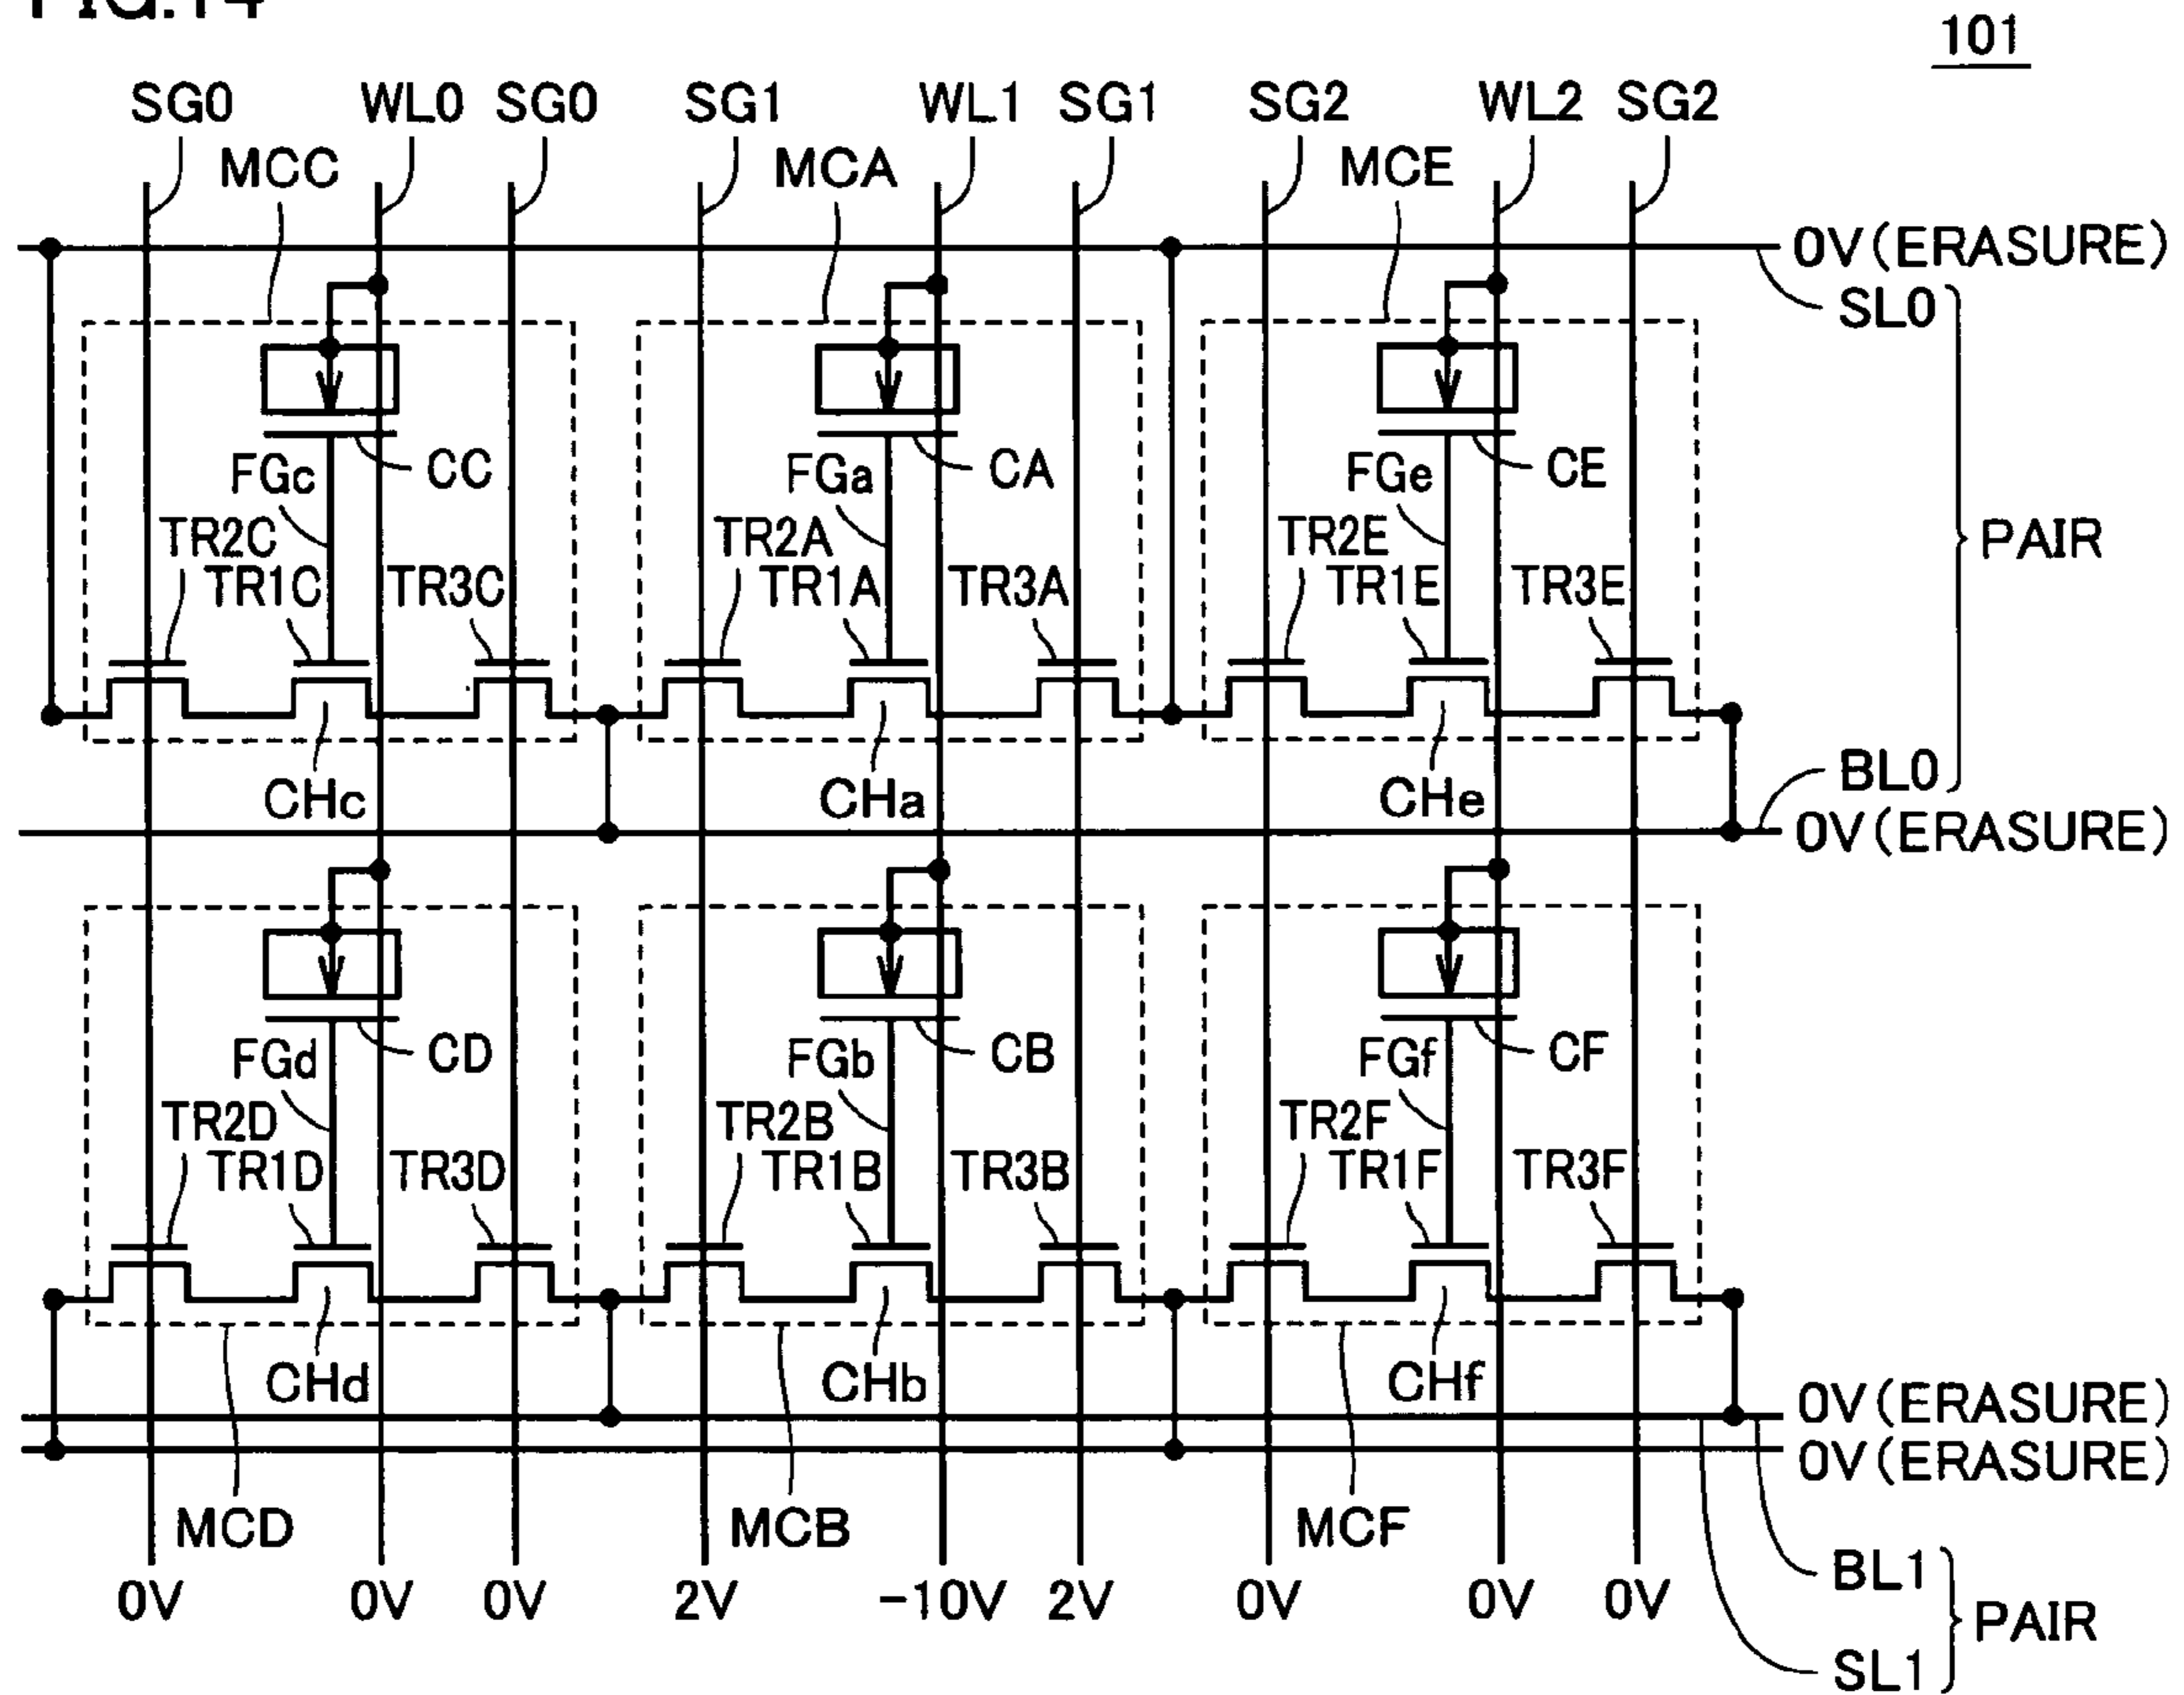 FIG.14
101
SG0 WL0 SG0 SG1 WL1 SG1 SG2 WL2 SG2
MCC MCA MCE
0V(ERASURE)
SL0
CC CA CE
FGc FGa FGe
TR2C TR2A TR2E
PAIR
TR1C TR3C TR1A TR3A TR1E TR3E
BL0
CHc CHa CHe
0V(ERASURE)
CD CB CF
FGd FGb FGf
TR2D TR2B TR2F
TR1D TR3D TR1B TR3B TR1F TR3F
CHd CHb CHf
0V(ERASURE)
0V(ERASURE)
MCD MCB MCF
BL1
0V 0V 0V 2V -10V 2V 0V 0V 0V
PAIR
SL1